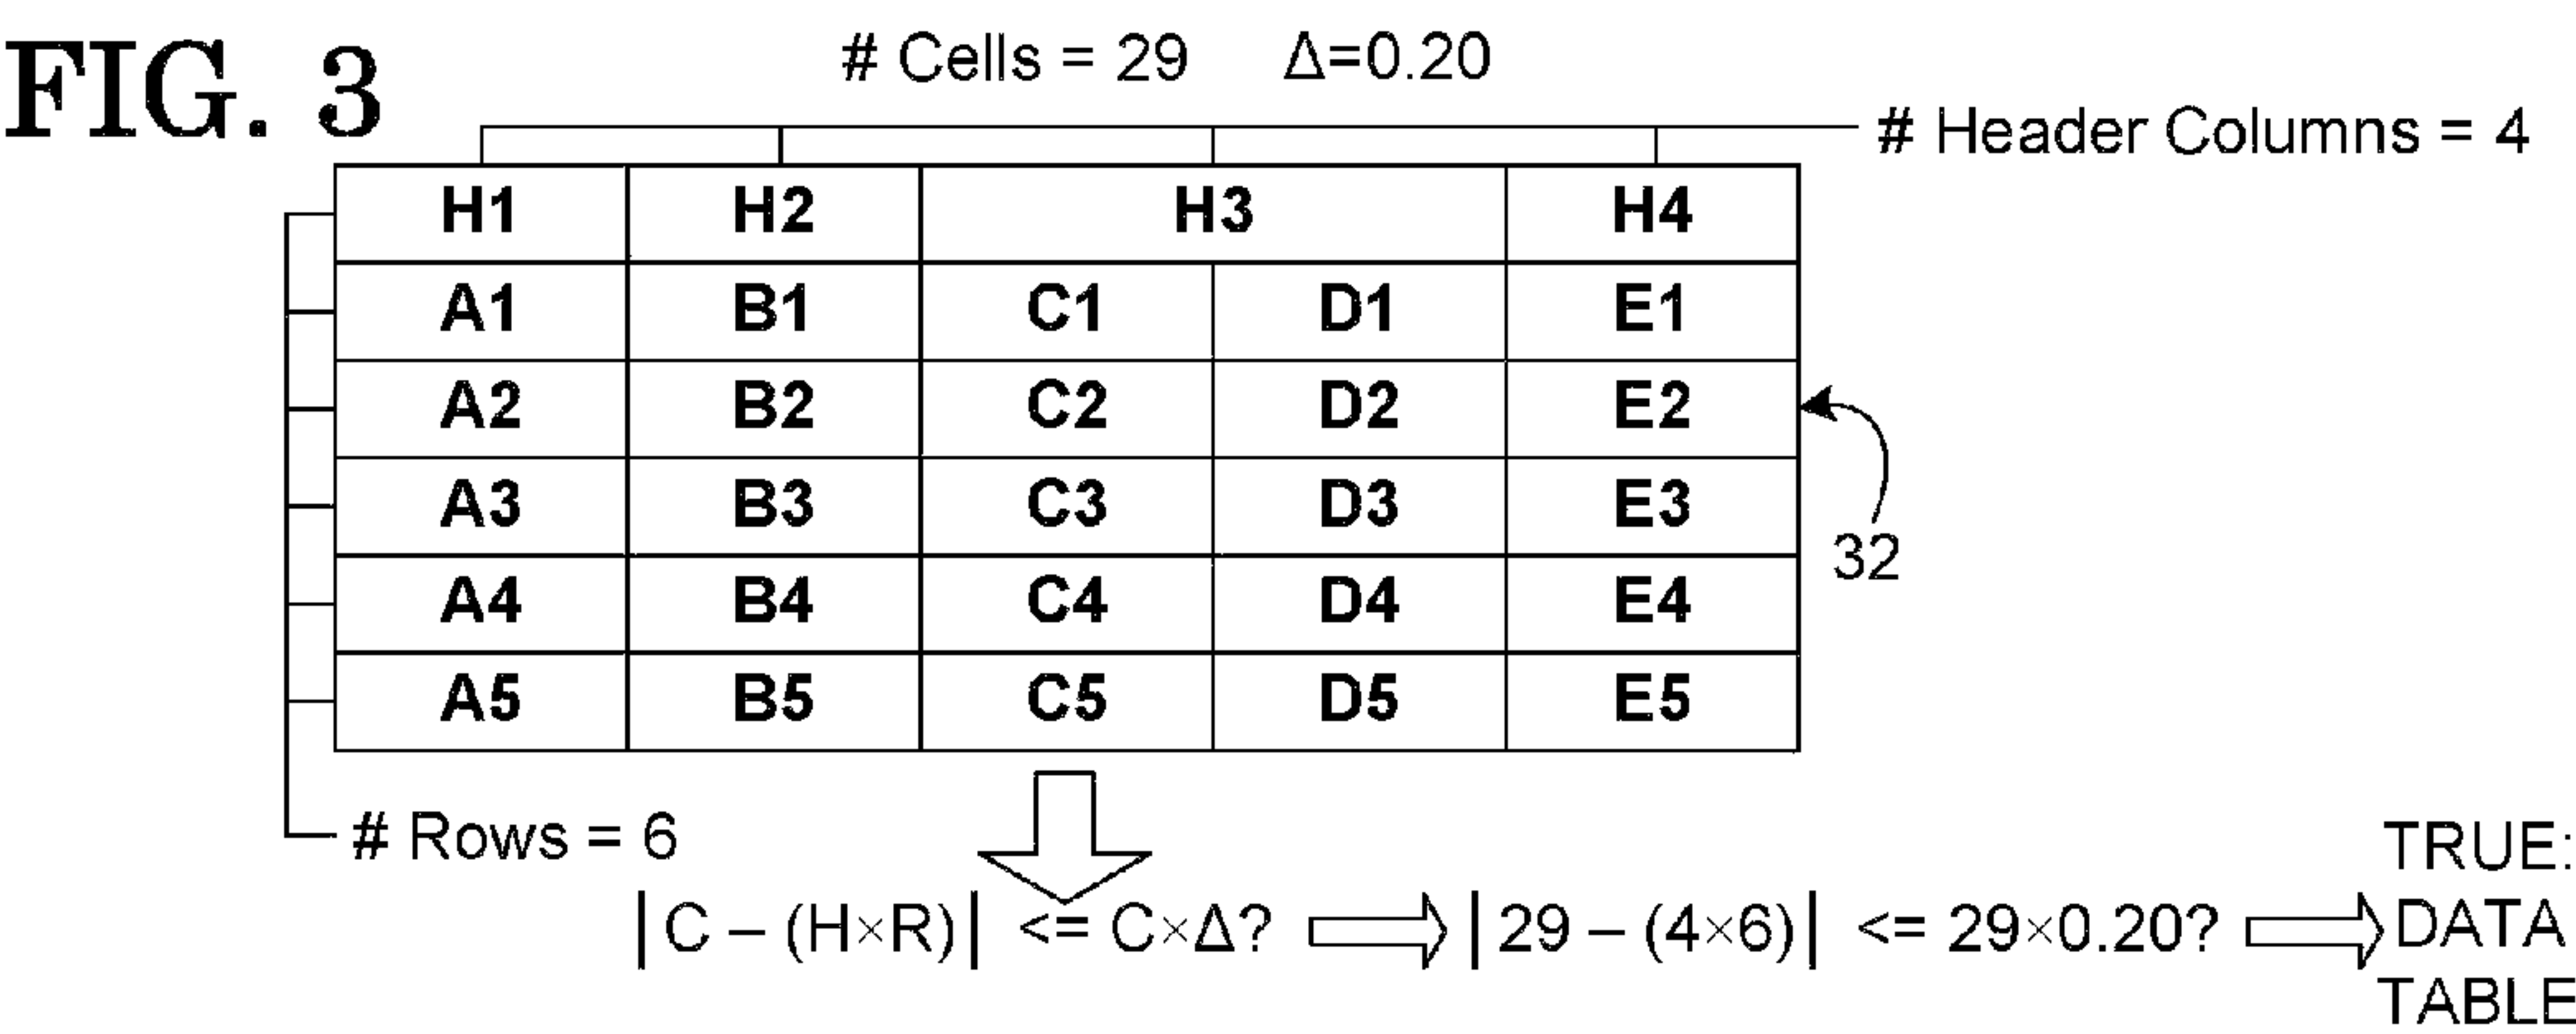 FIG. 3
# Cells = 29 Δ=0.20
# Header Columns = 4
H1 H2 H3 H4
A1 B1 C1 D1 E1
A2 B2 C2 D2 E2
A3 B3 C3 D3 E3
32
A4 B4 C4 D4 E4
A5 B5 C5 D5 E5
# Rows = 6
|C – (H×R)| <= C×Δ?
|29 – (4×6)| <= 29×0.20?
TRUE:
DATA
TABLE